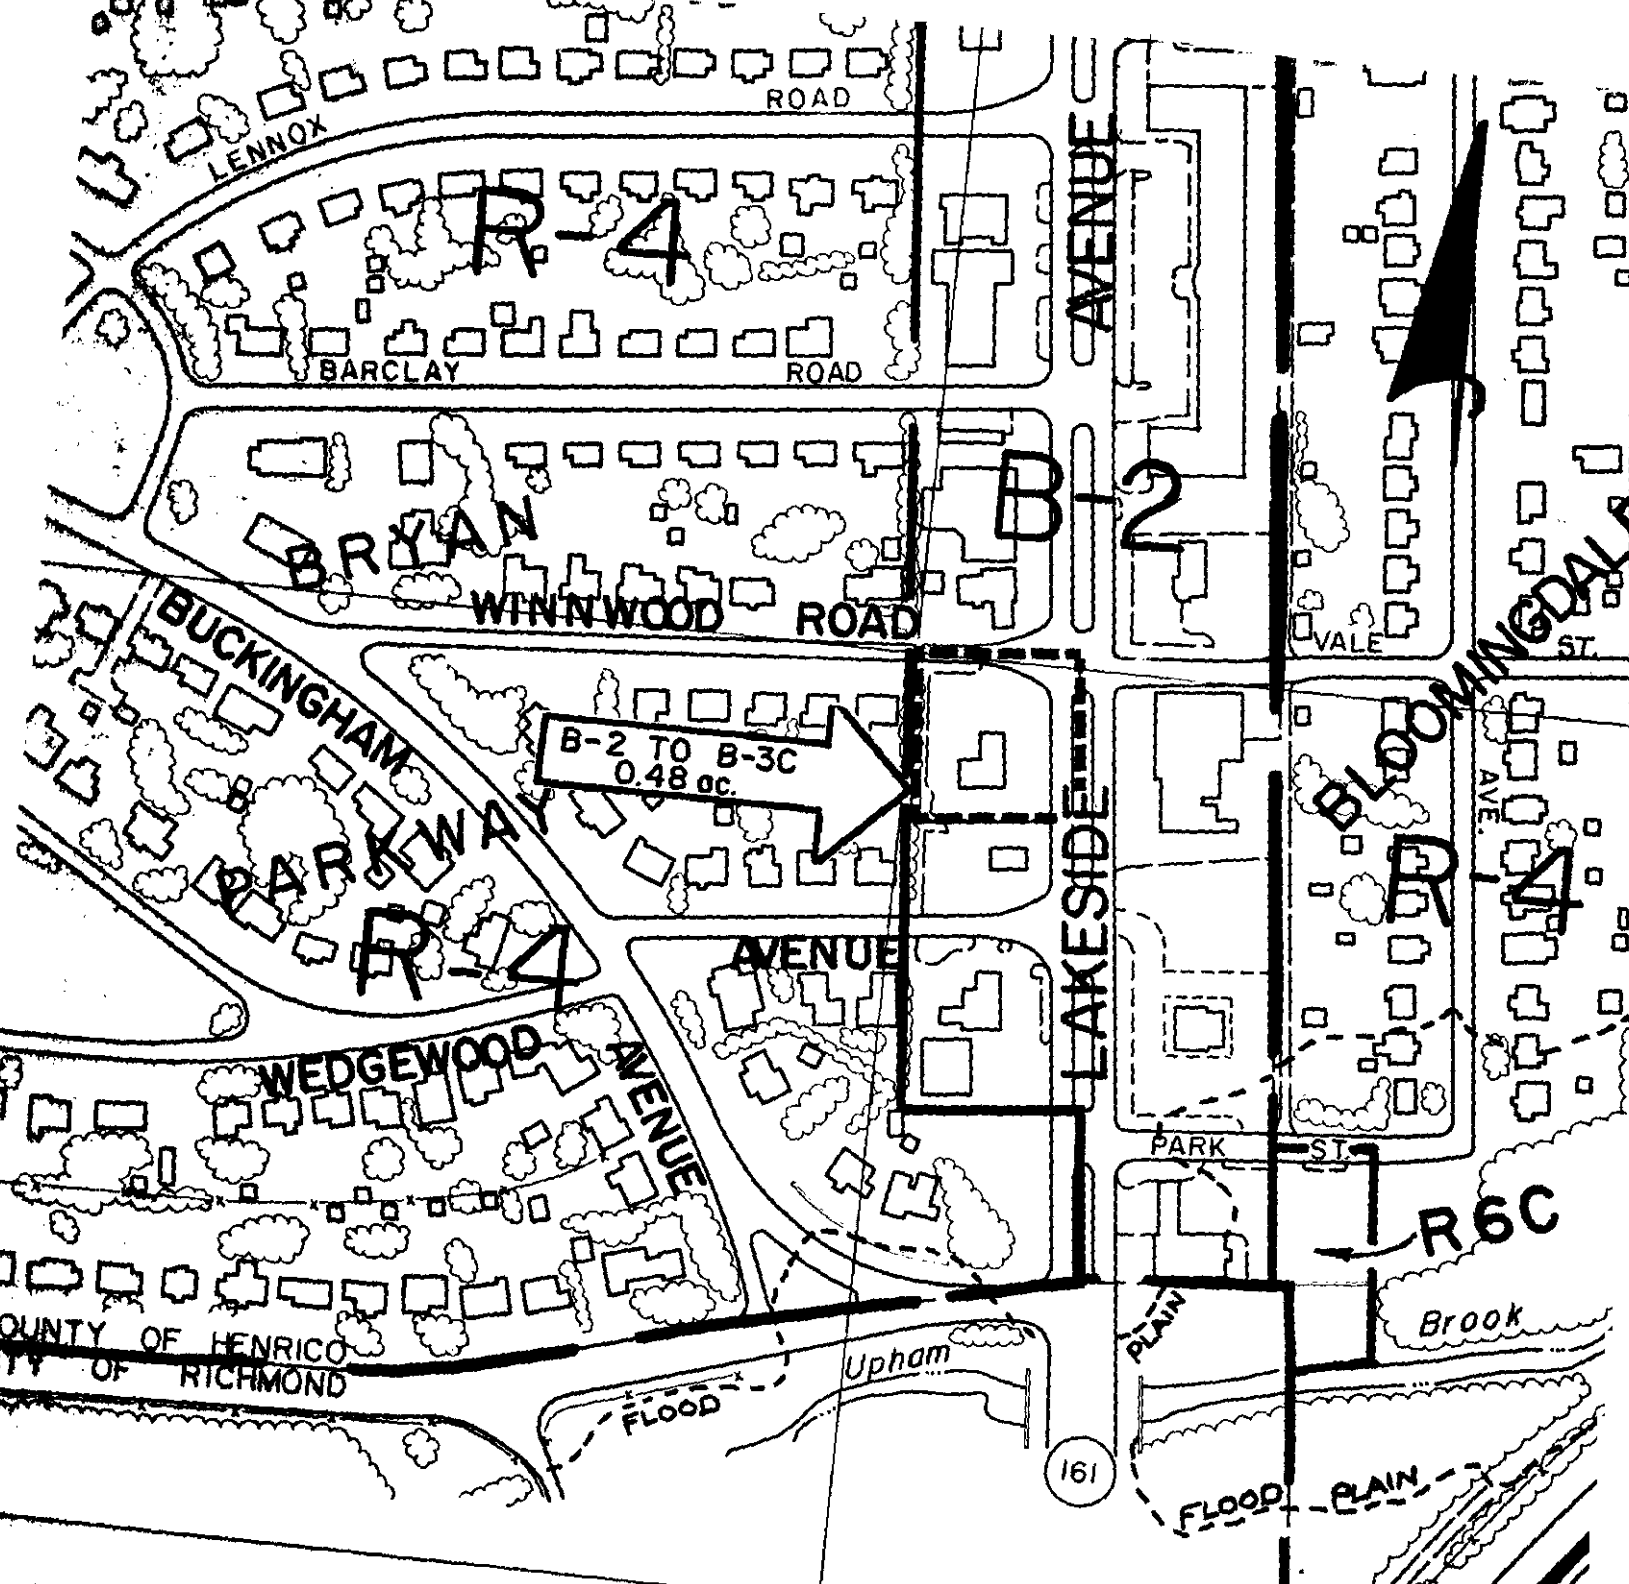 ROAD
LENNOX
AVENUE
R-4
BARCLAY ROAD
B-2
BRYAN
WINNWOOD ROAD
VALE ST.
BUCKINGHAM
BLOOMINGDALE
B-2 TO B-3C
0.48 ac.
AVE.
PARKWAY
LAKESIDE
R-4
R-4
AVENUE
WEDGEWOOD
AVENUE
PARK ST.
R6C
Brook
PLAIN
OUNTY OF HENRICO
TY OF RICHMOND
Upham
FLOOD
161
FLOOD PLAIN